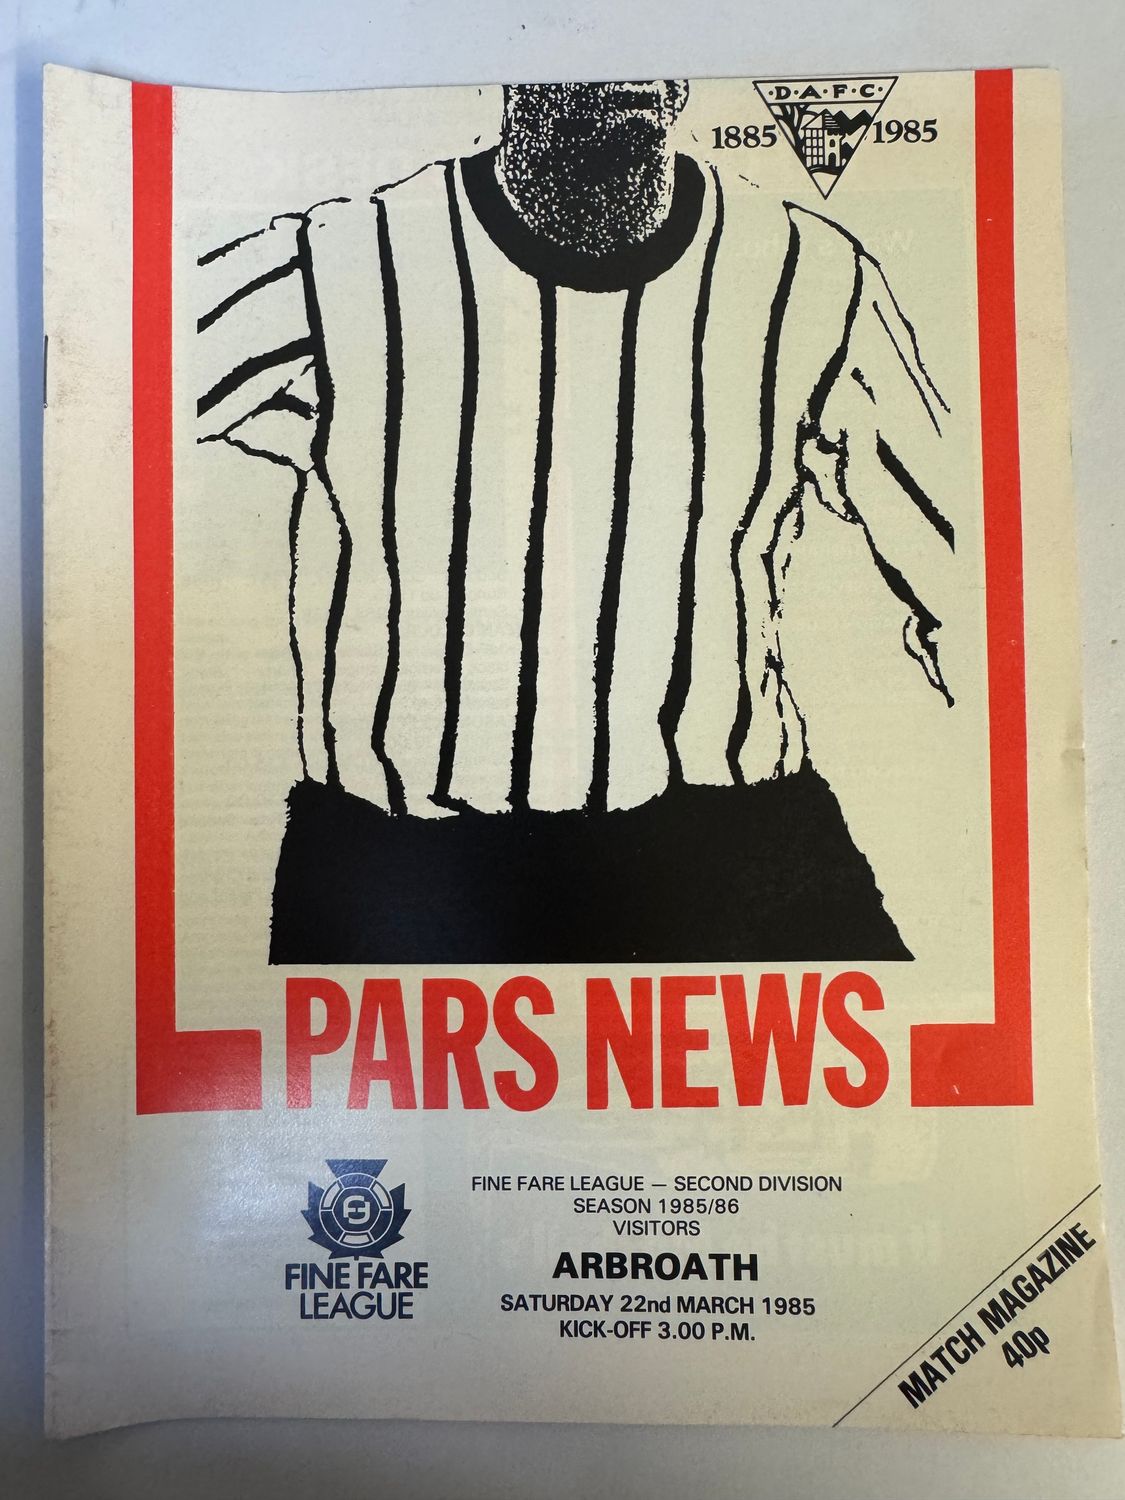 ·D·A·F·C·
1885 1985
PARS NEWS
FINE FARE
LEAGUE
FINE FARE LEAGUE — SECOND DIVISION
SEASON 1985/86
VISITORS
ARBROATH
SATURDAY 22nd MARCH 1985
KICK-OFF 3.00 P.M.
MATCH MAGAZINE
40p